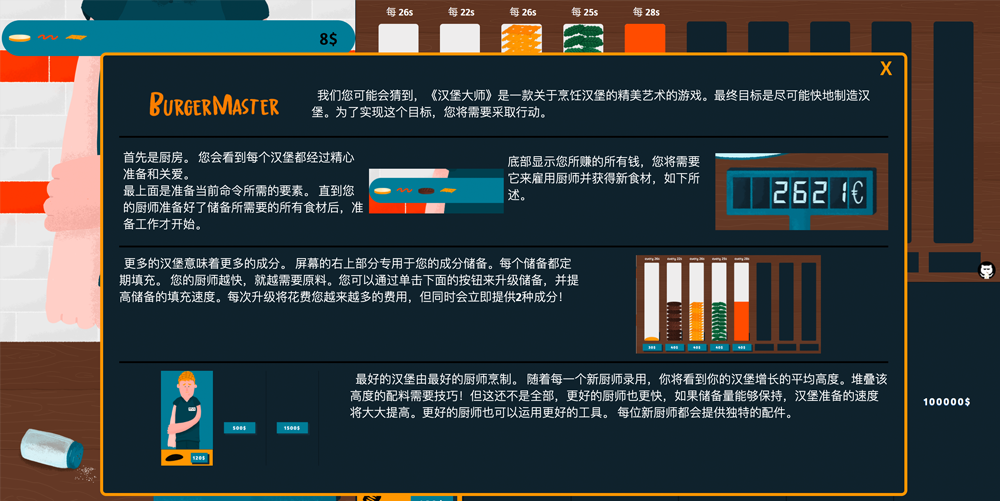 每 26s
每 22s
每 26s
每 25s
每 28s
8$
X
BURGERMASTER
我们您可能会猜到，《汉堡大师》是一款关于烹饪汉堡的精美艺术的游戏。最终目标是尽可能快地制造汉
堡。为了实现这个目标，您将需要采取行动。
首先是厨房。 您会看到每个汉堡都经过精心
准备和关爱。
最上面是准备当前命令所需的要素。 直到您
的厨师准备好了储备所需要的所有食材后，准
备工作才开始。
底部显示您所赚的所有钱，您将需要
它来雇用厨师并获得新食材，如下所
述。
2621€
更多的汉堡意味着更多的成分。 屏幕的右上部分专用于您的成分储备。每个储备都定
期填充。 您的厨师越快，就越需要原料。您可以通过单击下面的按钮来升级储备，并提
高储备的填充速度。每次升级将花费您越来越多的费用，但同时会立即提供2种成分！
最好的汉堡由最好的厨师烹制。 随着每一个新厨师录用，你将看到你的汉堡增长的平均高度。堆叠该
高度的配料需要技巧！但这还不是全部，更好的厨师也更快，如果储备量能够保持，汉堡准备的速度
将大大提高。更好的厨师也可以运用更好的工具。 每位新厨师都会提供独特的配件。
500$
1500$
120$
100000$